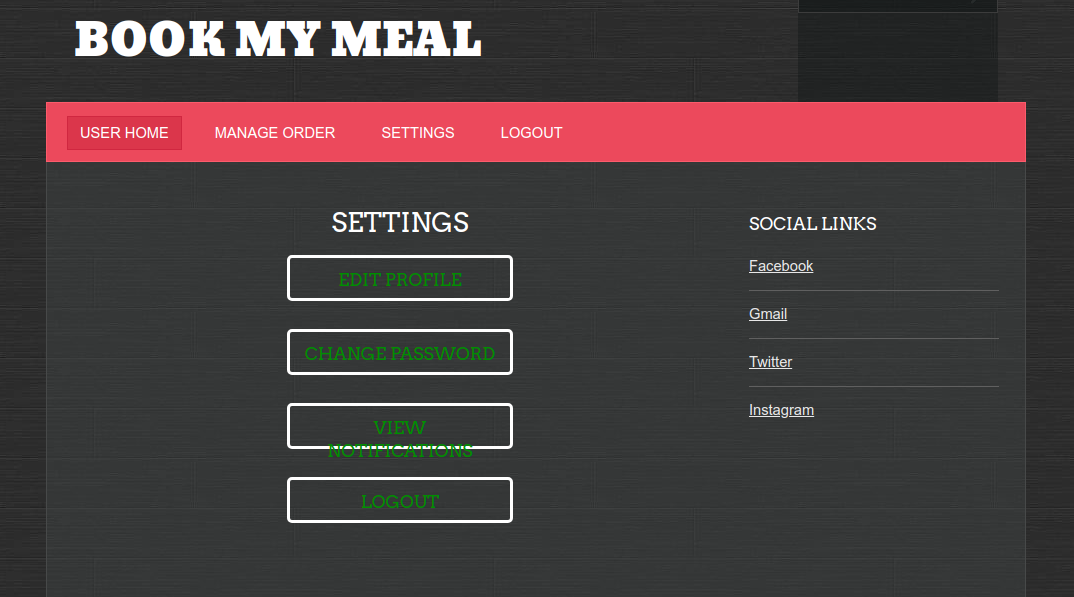 BOOK MY MEAL
USER HOME MANAGE ORDER SETTINGS LOGOUT
SETTINGS
EDIT PROFILE
CHANGE PASSWORD
VIEW
NOTIFICATIONS
LOGOUT
SOCIAL LINKS
Facebook
Gmail
Twitter
Instagram